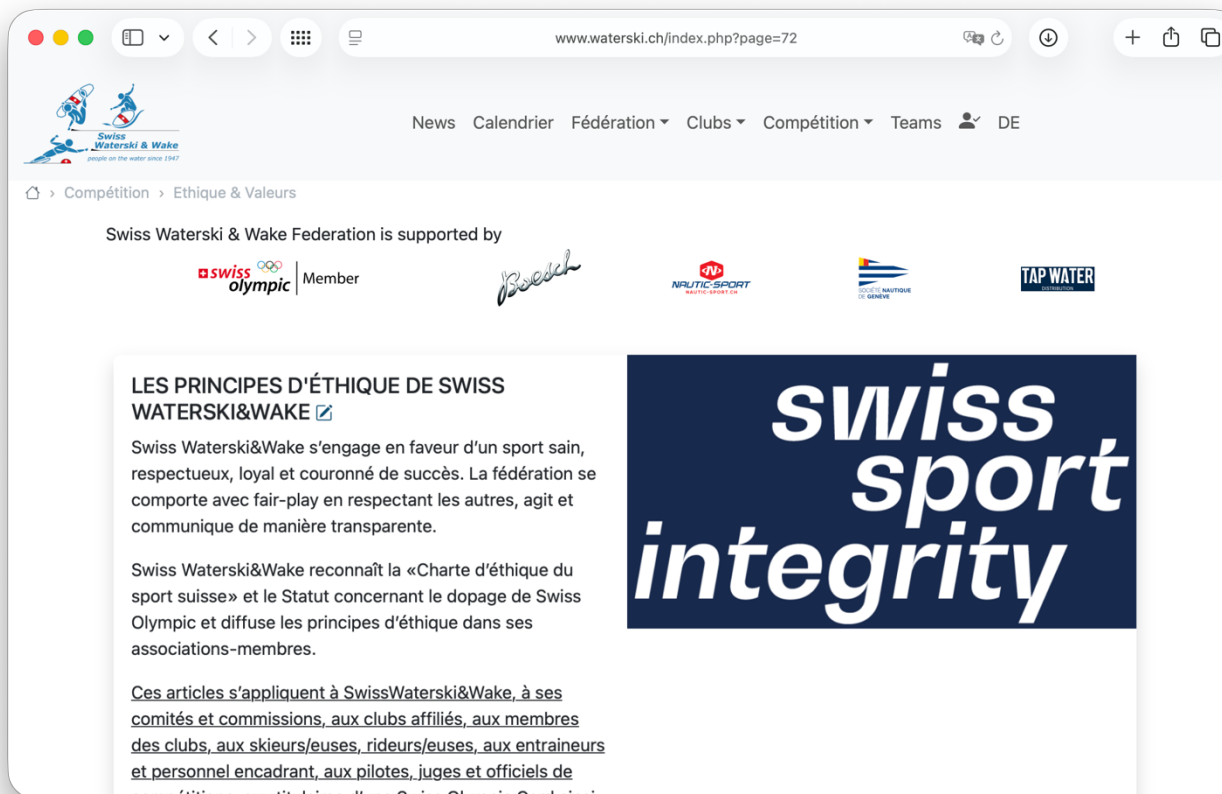 www.waterski.ch/index.php?page=72
Swiss
Waterski & Wake
people on the water since 1947
News Calendrier Fédération Clubs Compétition Teams DE
Compétition › Ethique & Valeurs
Swiss Waterski & Wake Federation is supported by
swiss olympic Member
Boesch
NAUTIC-SPORT
NAUTIC-SPORT.CH
SOCIÉTÉ NAUTIQUE
DE GENÈVE
TAP WATER
DISTRIBUTION
LES PRINCIPES D'ÉTHIQUE DE SWISS
WATERSKI&WAKE
Swiss Waterski&Wake s’engage en faveur d’un sport sain,
respectueux, loyal et couronné de succès. La fédération se
comporte avec fair-play en respectant les autres, agit et
communique de manière transparente.
Swiss Waterski&Wake reconnaît la «Charte d’éthique du
sport suisse» et le Statut concernant le dopage de Swiss
Olympic et diffuse les principes d’éthique dans ses
associations-membres.
Ces articles s’appliquent à SwissWaterski&Wake, à ses
comités et commissions, aux clubs affiliés, aux membres
des clubs, aux skieurs/euses, rideurs/euses, aux entraineurs
et personnel encadrant, aux pilotes, juges et officiels de
swiss
sport
integrity